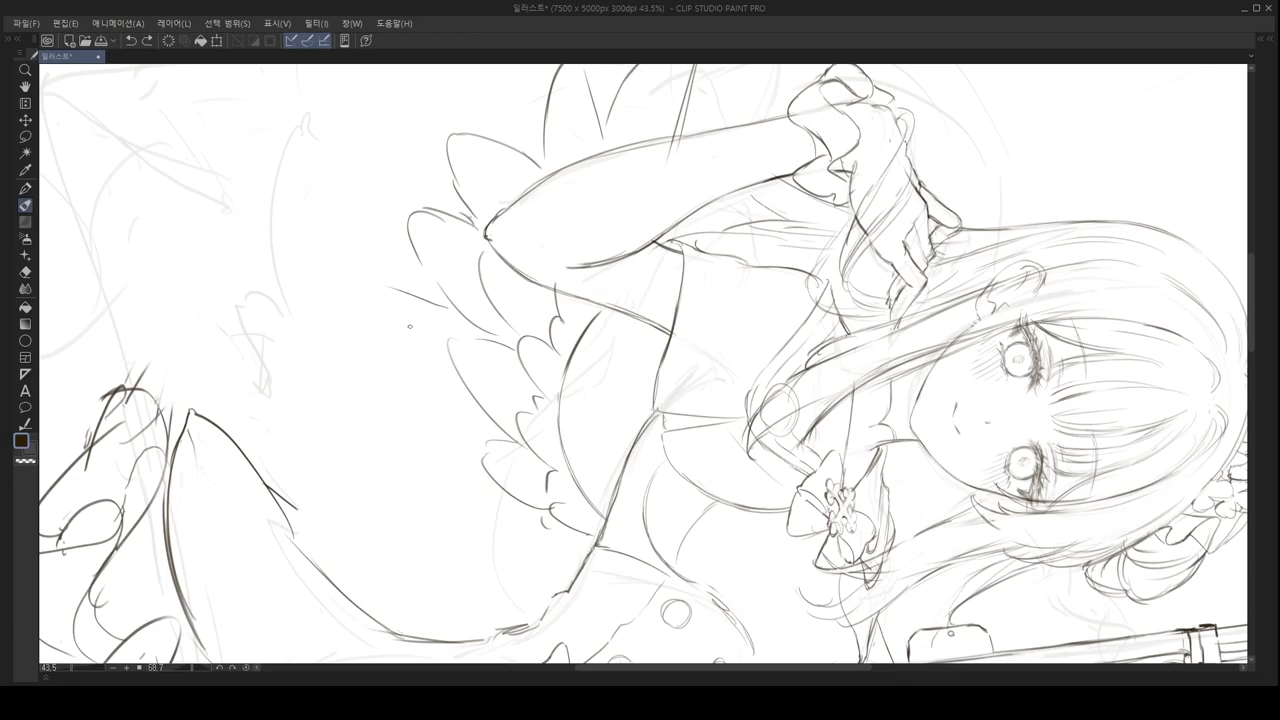 일러스트* (7500 x 5000px 300dpi 43.5%) - CLIP STUDIO PAINT PRO
파일(F) 편집(E) 애니메이션(A) 레이어(L) 선택 범위(S) 표시(V) 필터(I) 창(W) 도움말(H)
일러스트*
43.5 68.7